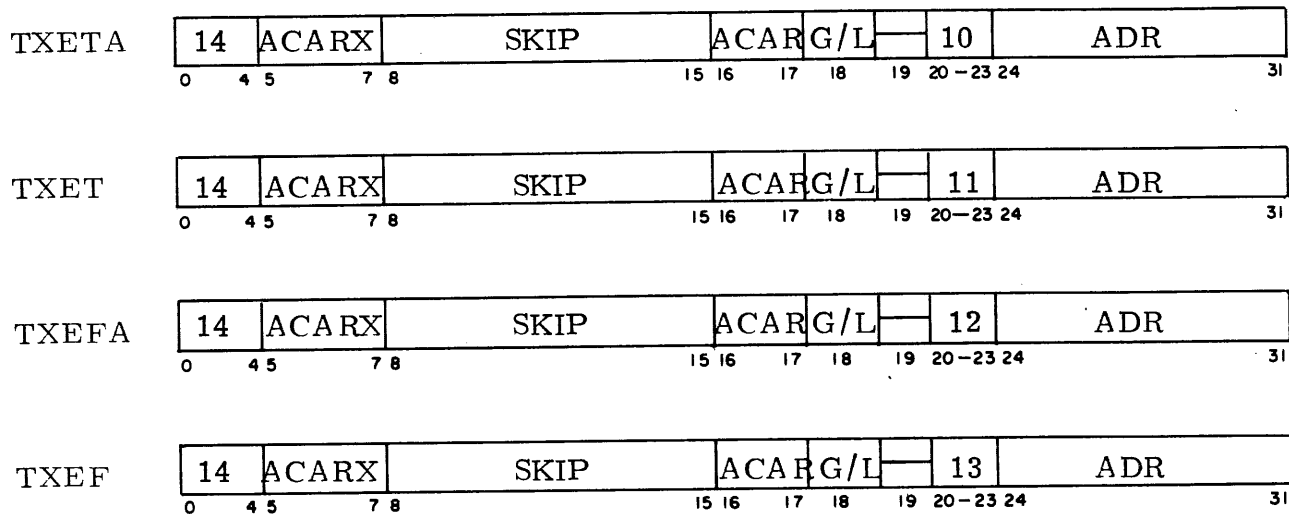 TXETA 14 ACARX SKIP ACAR G/L 10 ADR
0 4 5 7 8 15 16 17 18 19 20-23 24 31
TXET 14 ACARX SKIP ACAR G/L 11 ADR
0 4 5 7 8 15 16 17 18 19 20-23 24 31
TXEFA 14 ACARX SKIP ACAR G/L 12 ADR
0 4 5 7 8 15 16 17 18 19 20-23 24 31
TXEF 14 ACARX SKIP ACAR G/L 13 ADR
0 4 5 7 8 15 16 17 18 19 20-23 24 31